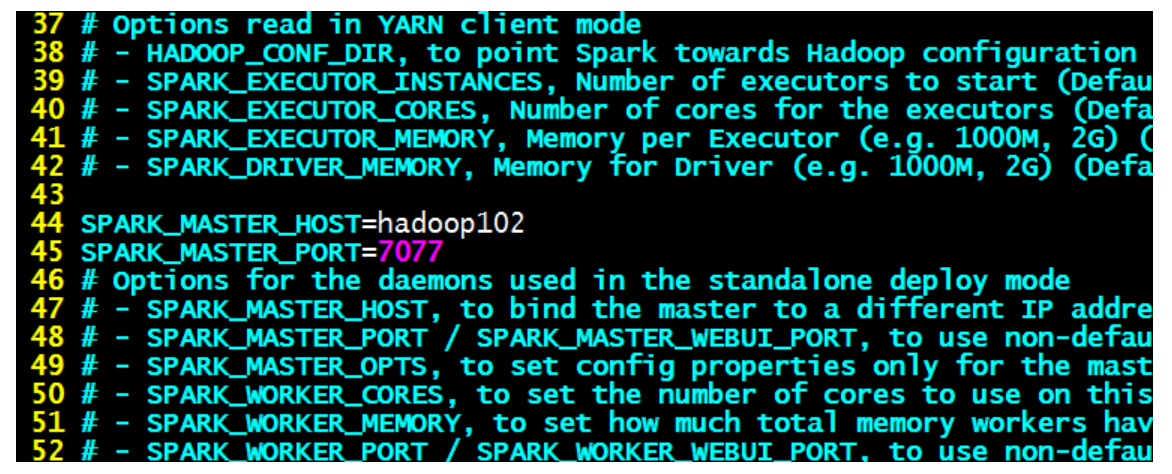 37 # Options read in YARN client mode
38 # - HADOOP_CONF_DIR, to point Spark towards Hadoop configuration
39 # - SPARK_EXECUTOR_INSTANCES, Number of executors to start (Defau
40 # - SPARK_EXECUTOR_CORES, Number of cores for the executors (Defa
41 # - SPARK_EXECUTOR_MEMORY, Memory per Executor (e.g. 1000M, 2G) (
42 # - SPARK_DRIVER_MEMORY, Memory for Driver (e.g. 1000M, 2G) (Defa
43
44 SPARK_MASTER_HOST=hadoop102
45 SPARK_MASTER_PORT=7077
46 # Options for the daemons used in the standalone deploy mode
47 # - SPARK_MASTER_HOST, to bind the master to a different IP addre
48 # - SPARK_MASTER_PORT / SPARK_MASTER_WEBUI_PORT, to use non-defau
49 # - SPARK_MASTER_OPTS, to set config properties only for the mast
50 # - SPARK_WORKER_CORES, to set the number of cores to use on this
51 # - SPARK_WORKER_MEMORY, to set how much total memory workers hav
52 # - SPARK_WORKER_PORT / SPARK_WORKER_WEBUI_PORT, to use non-defau